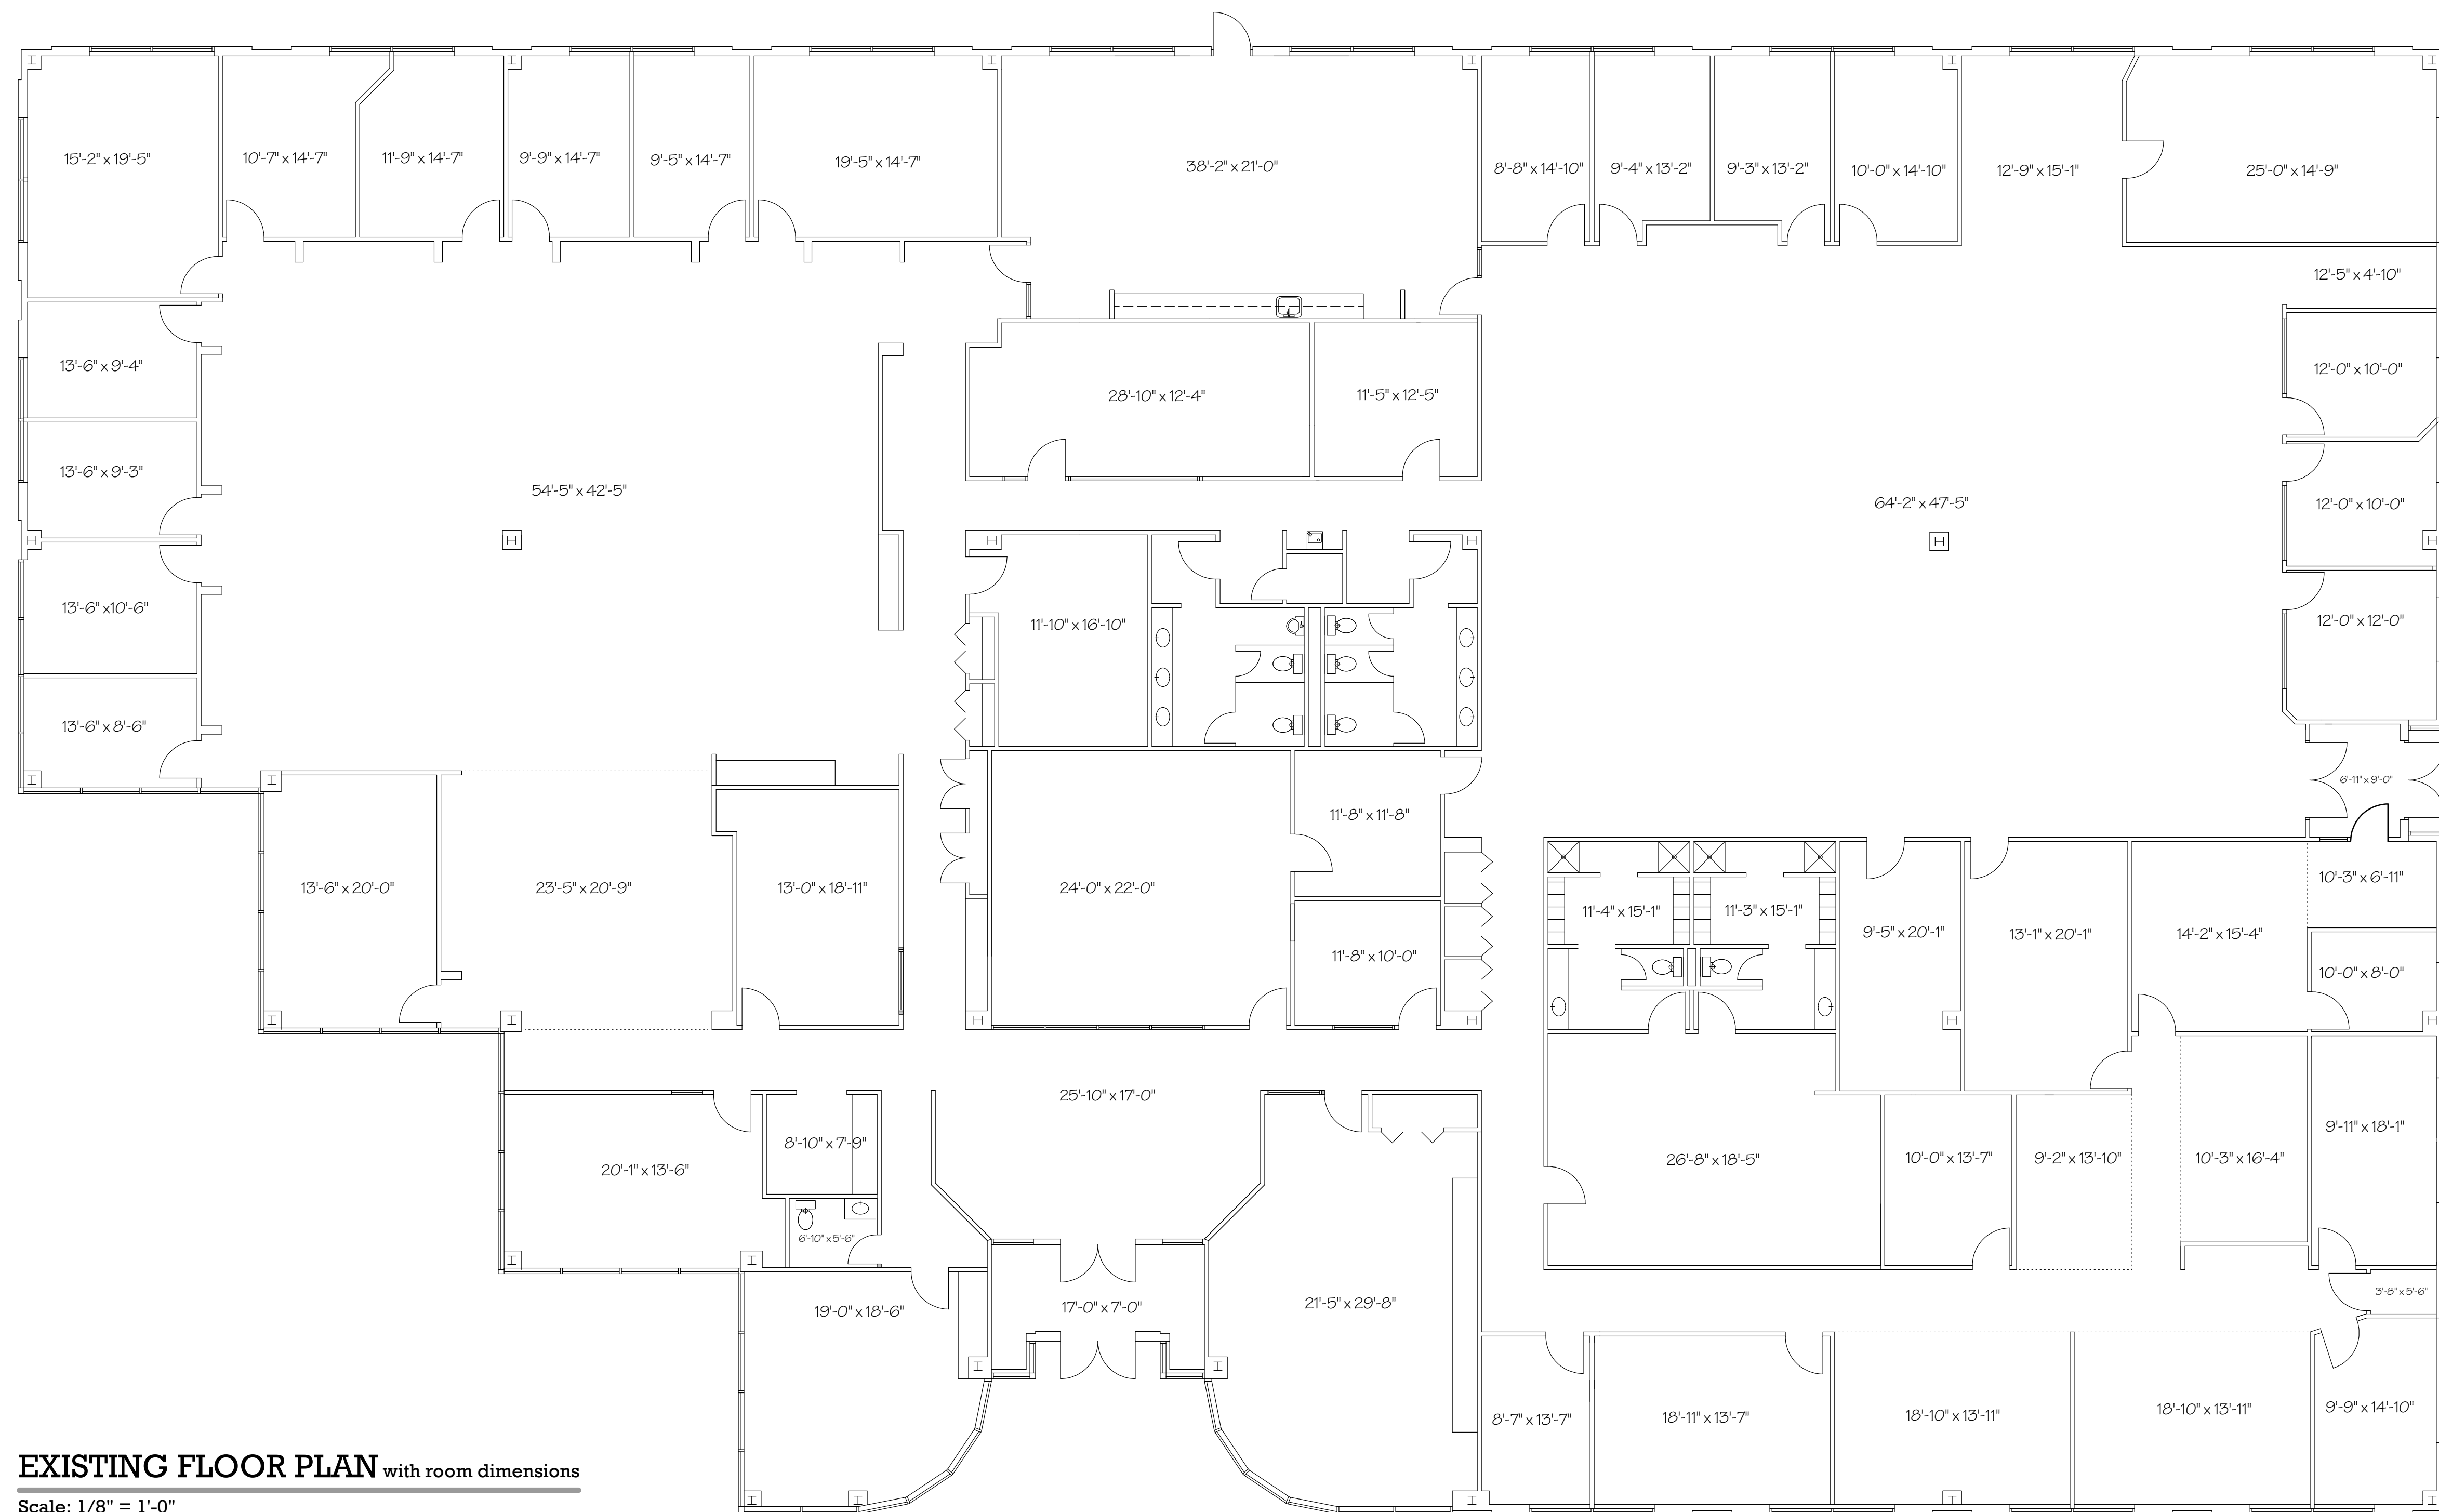 15'-2" x 19'-5"
10'-7" x 14'-7"
11'-9" x 14'-7"
9'-9" x 14'-7"
9'-5" x 14'-7"
19'-5" x 14'-7"
38'-2" x 21'-0"
8'-8" x 14'-10"
9'-4" x 13'-2"
9'-3" x 13'-2"
10'-0" x 14'-10"
12'-9" x 15'-1"
25'-0" x 14'-9"
12'-5" x 4'-10"
13'-6" x 9'-4"
28'-10" x 12'-4"
11'-5" x 12'-5"
12'-0" x 10'-0"
13'-6" x 9'-3"
54'-5" x 42'-5"
64'-2" x 47'-5"
12'-0" x 10'-0"
13'-6" x10'-6"
11'-10" x 16'-10"
12'-0" x 12'-0"
13'-6" x 8'-6"
6'-11" x 9'-0"
11'-8" x 11'-8"
13'-6" x 20'-0"
23'-5" x 20'-9"
13'-0" x 18'-11"
24'-0" x 22'-0"
10'-3" x 6'-11"
11'-4" x 15'-1"
11'-3" x 15'-1"
9'-5" x 20'-1"
13'-1" x 20'-1"
14'-2" x 15'-4"
11'-8" x 10'-0"
10'-0" x 8'-0"
25'-10" x 17'-0"
8'-10" x 7'-9"
9'-11" x 18'-1"
20'-1" x 13'-6"
26'-8" x 18'-5"
10'-0" x 13'-7"
9'-2" x 13'-10"
10'-3" x 16'-4"
6'-10" x 5'-6"
3'-8" x 5'-6"
19'-0" x 18'-6"
17'-0" x 7'-0"
21'-5" x 29'-8"
8'-7" x 13'-7"
18'-11" x 13'-7"
18'-10" x 13'-11"
18'-10" x 13'-11"
9'-9" x 14'-10"
EXISTING FLOOR PLAN with room dimensions
Scale: 1/8" = 1'-0"